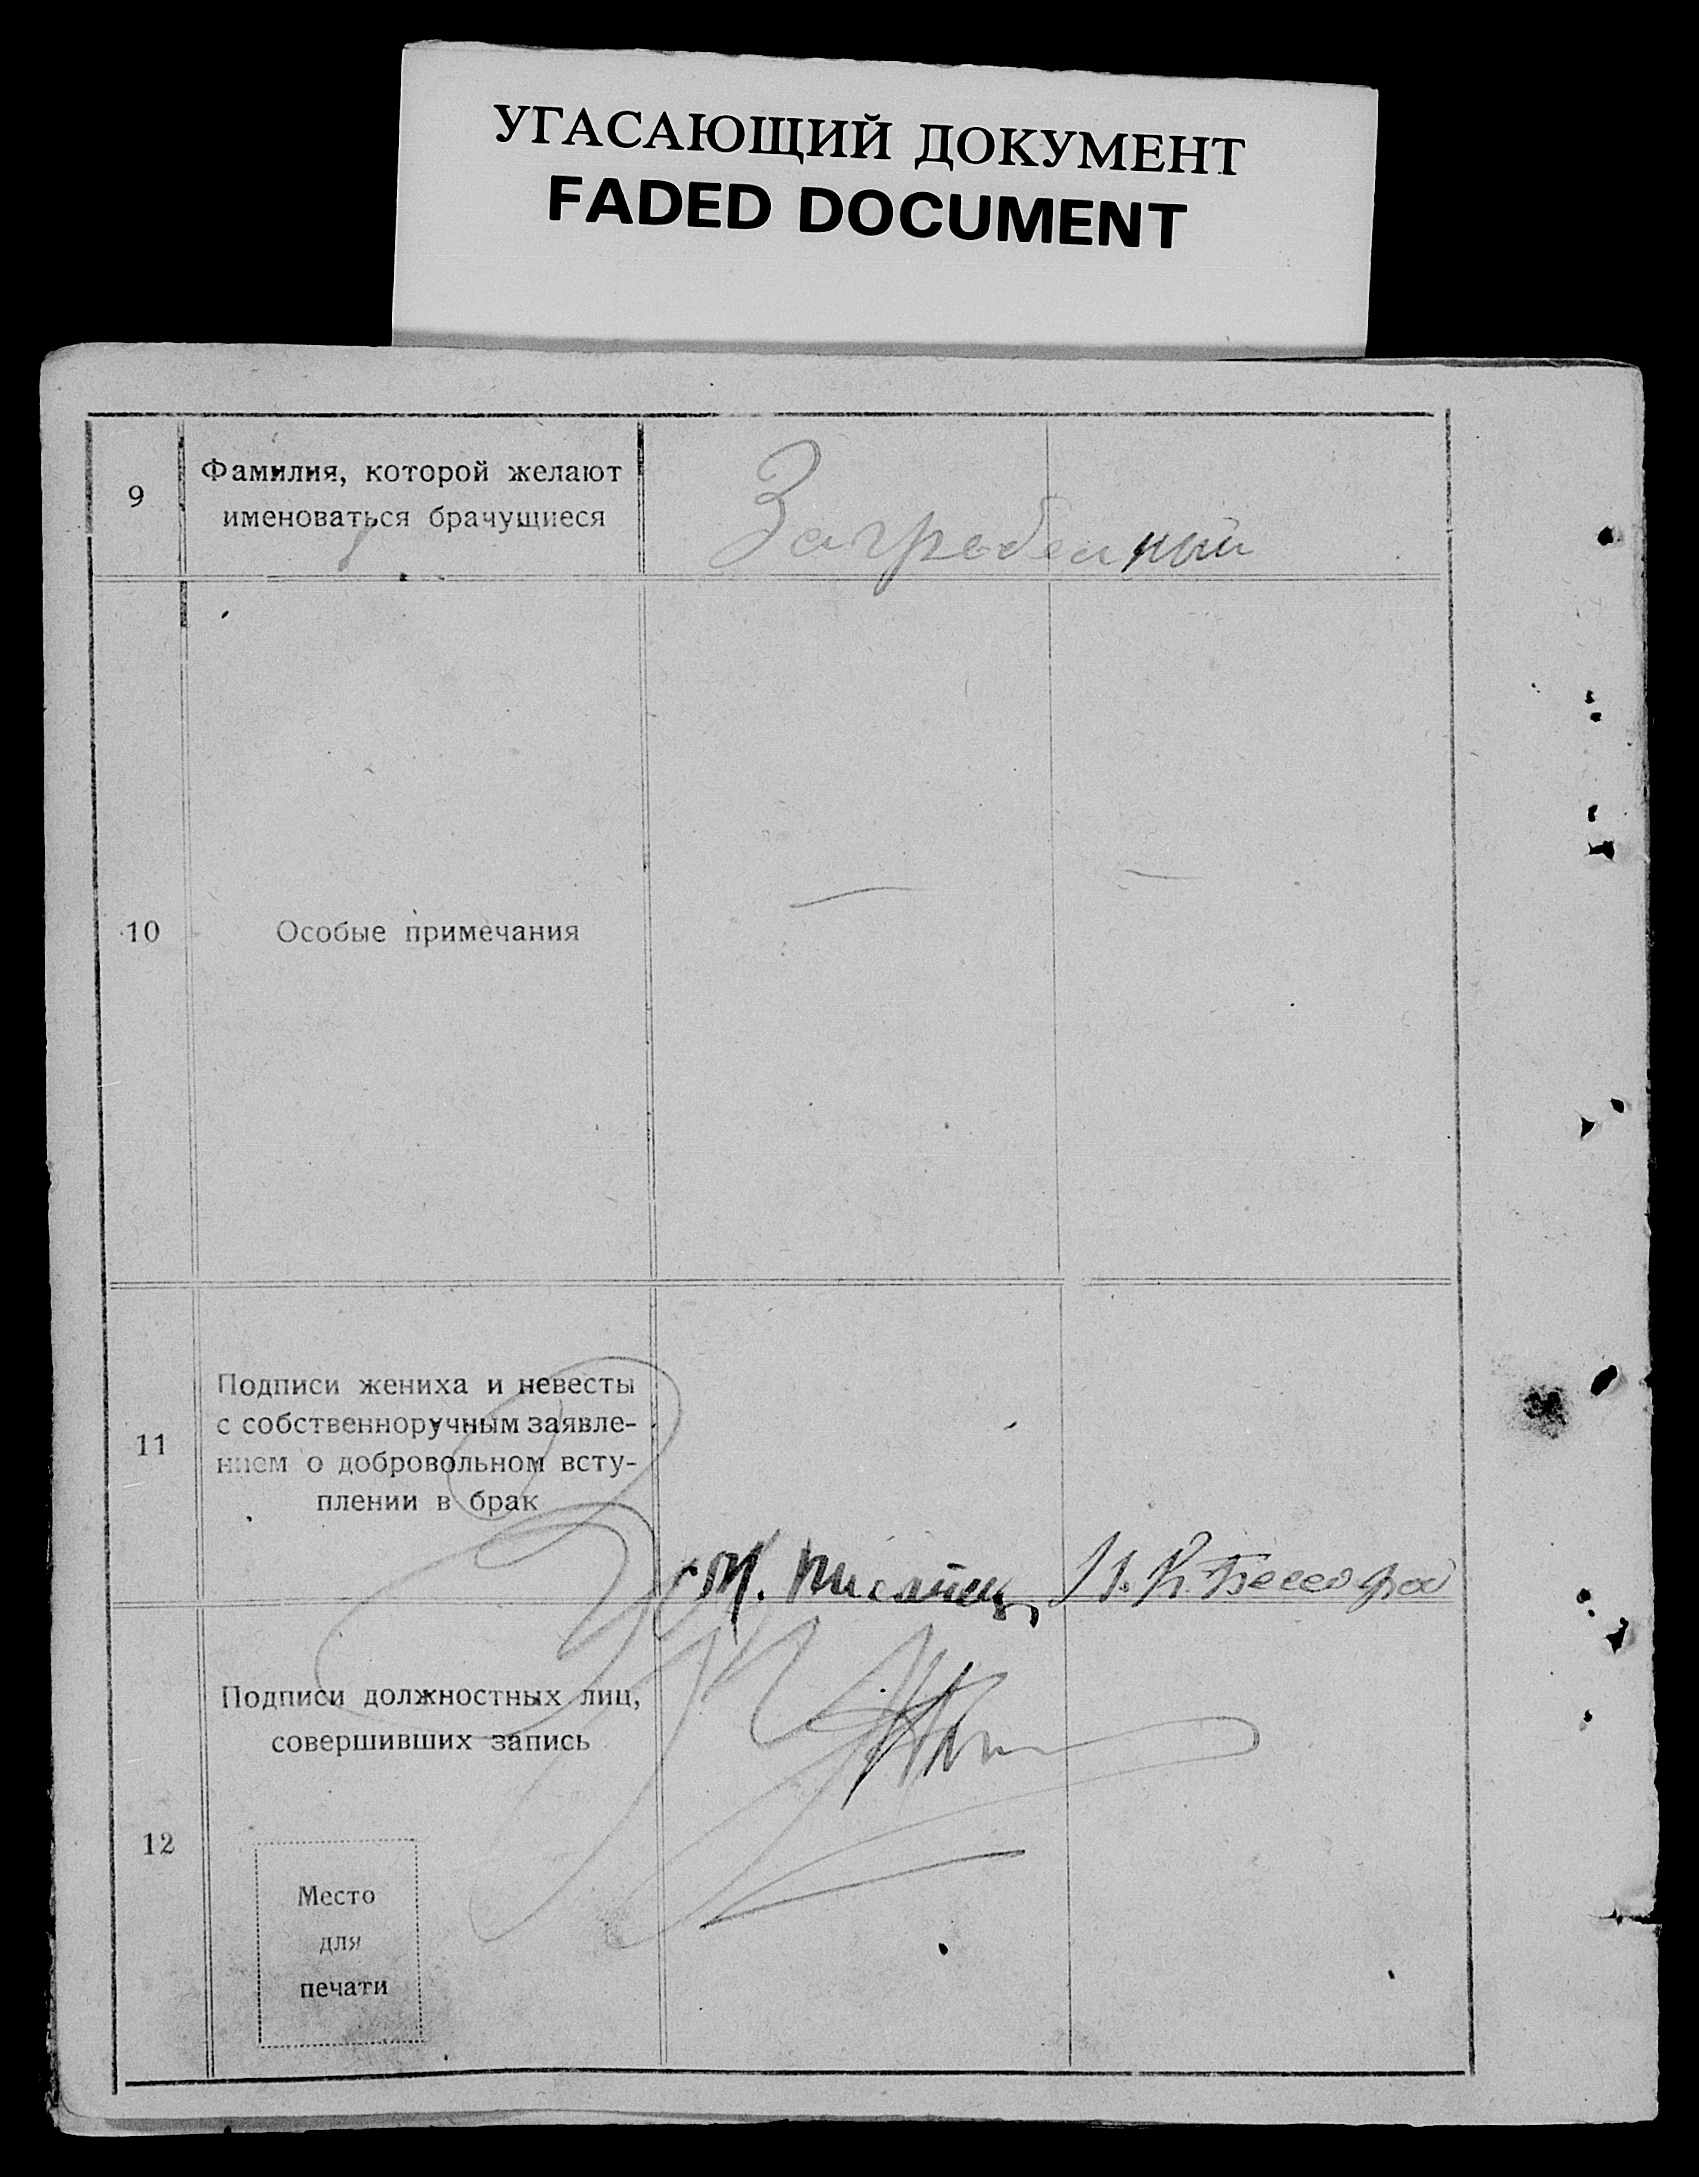 УГАСАЮЩИЙ ДОКУМЕНТ
FADED DOCUMENT
9
Фамилия, которой желают
именоваться брачущиеся
10
Особые примечания
11
Подписи жениха и невесты
с собственноручным заявле-
нием о добровольном всту-
плении в брак
12
Подписи должностных лиц,
совершивших запись
Место
для
печати